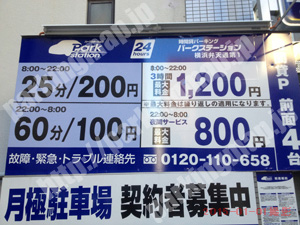 Park station
24 hours
時間貸パーキング
パークステーション
横浜弁天通第1
8:00~22:00
25分/200円
22:00~8:00
60分/100円
8:00~22:00
3時間 最大料金 1,200円
※最大料金は繰り返しの適用になります。
22:00~8:00
夜間サービス
最大料金 800円
故障・緊急・トラブル連絡先 0120-110-658
月極駐車場 契約者募集中
前面4台